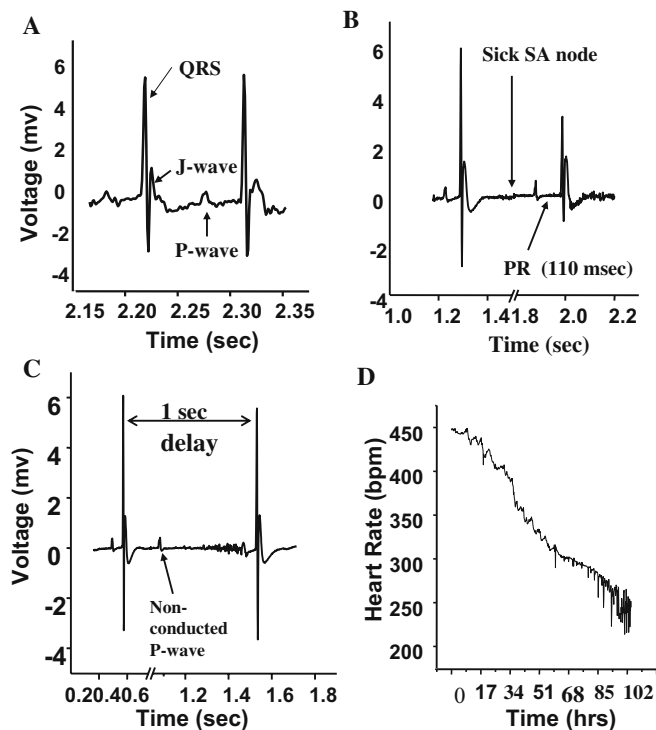 A
6
4
2
0
-2
-4
Voltage (mv)
QRS
J-wave
P-wave
2.15 2.20 2.25 2.30 2.35
Time (sec)
B
6
4
2
0
-2
-4
Sick SA node
PR (110 msec)
1.0 1.2 1.41.8 2.0 2.2
Time (sec)
C
6
4
2
0
-2
-4
Voltage (mv)
1 sec
delay
Non-
conducted
P-wave
0.20.40.6 1.2 1.4 1.6 1.8
Time (sec)
D
450
400
350
300
250
200
Heart Rate (bpm)
0 17 34 51 68 85 102
Time (hrs)